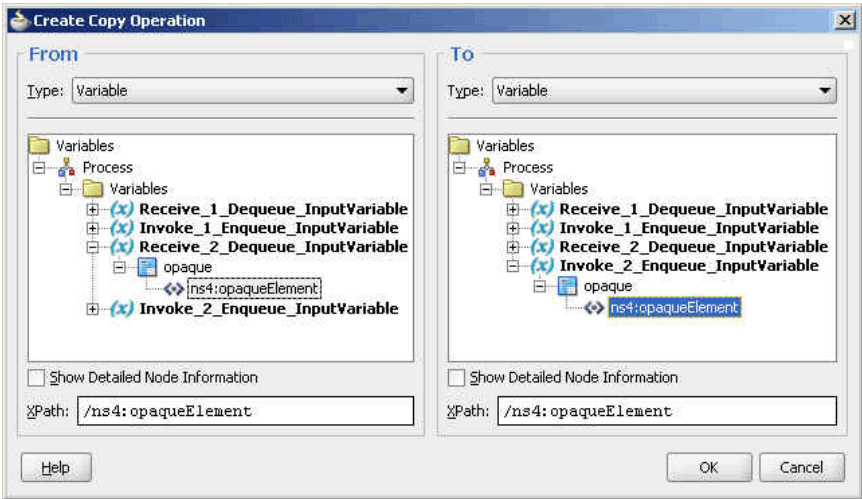 Create Copy Operation
From
Type: Variable
Variables
Process
Variables
Receive_1_Dequeue_InputVariable
Invoke_1_Enqueue_InputVariable
Receive_2_Dequeue_InputVariable
opaque
ns4:opaqueElement
Invoke_2_Enqueue_InputVariable
Show Detailed Node Information
XPath: /ns4:opaqueElement
To
Type: Variable
Variables
Process
Variables
Receive_1_Dequeue_InputVariable
Invoke_1_Enqueue_InputVariable
Receive_2_Dequeue_InputVariable
Invoke_2_Enqueue_InputVariable
opaque
ns4:opaqueElement
Show Detailed Node Information
XPath: /ns4:opaqueElement
Help
OK
Cancel